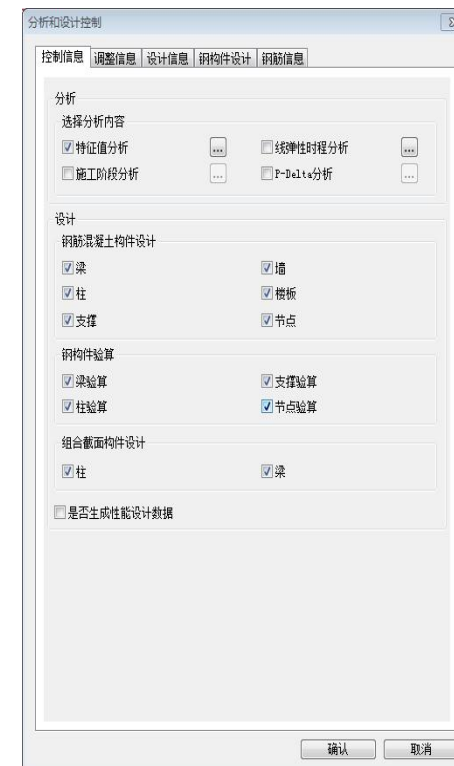 分析和设计控制
控制信息 调整信息 设计信息 钢构件设计 钢筋信息
分析
选择分析内容
特征值分析 ... 线弹性时程分析 ...
施工阶段分析 ... P-Delta分析 ...
设计
钢筋混凝土构件设计
梁 墙
柱 楼板
支撑 节点
钢构件验算
梁验算 支撑验算
柱验算 节点验算
组合截面构件设计
柱 梁
是否生成性能设计数据
确认 取消